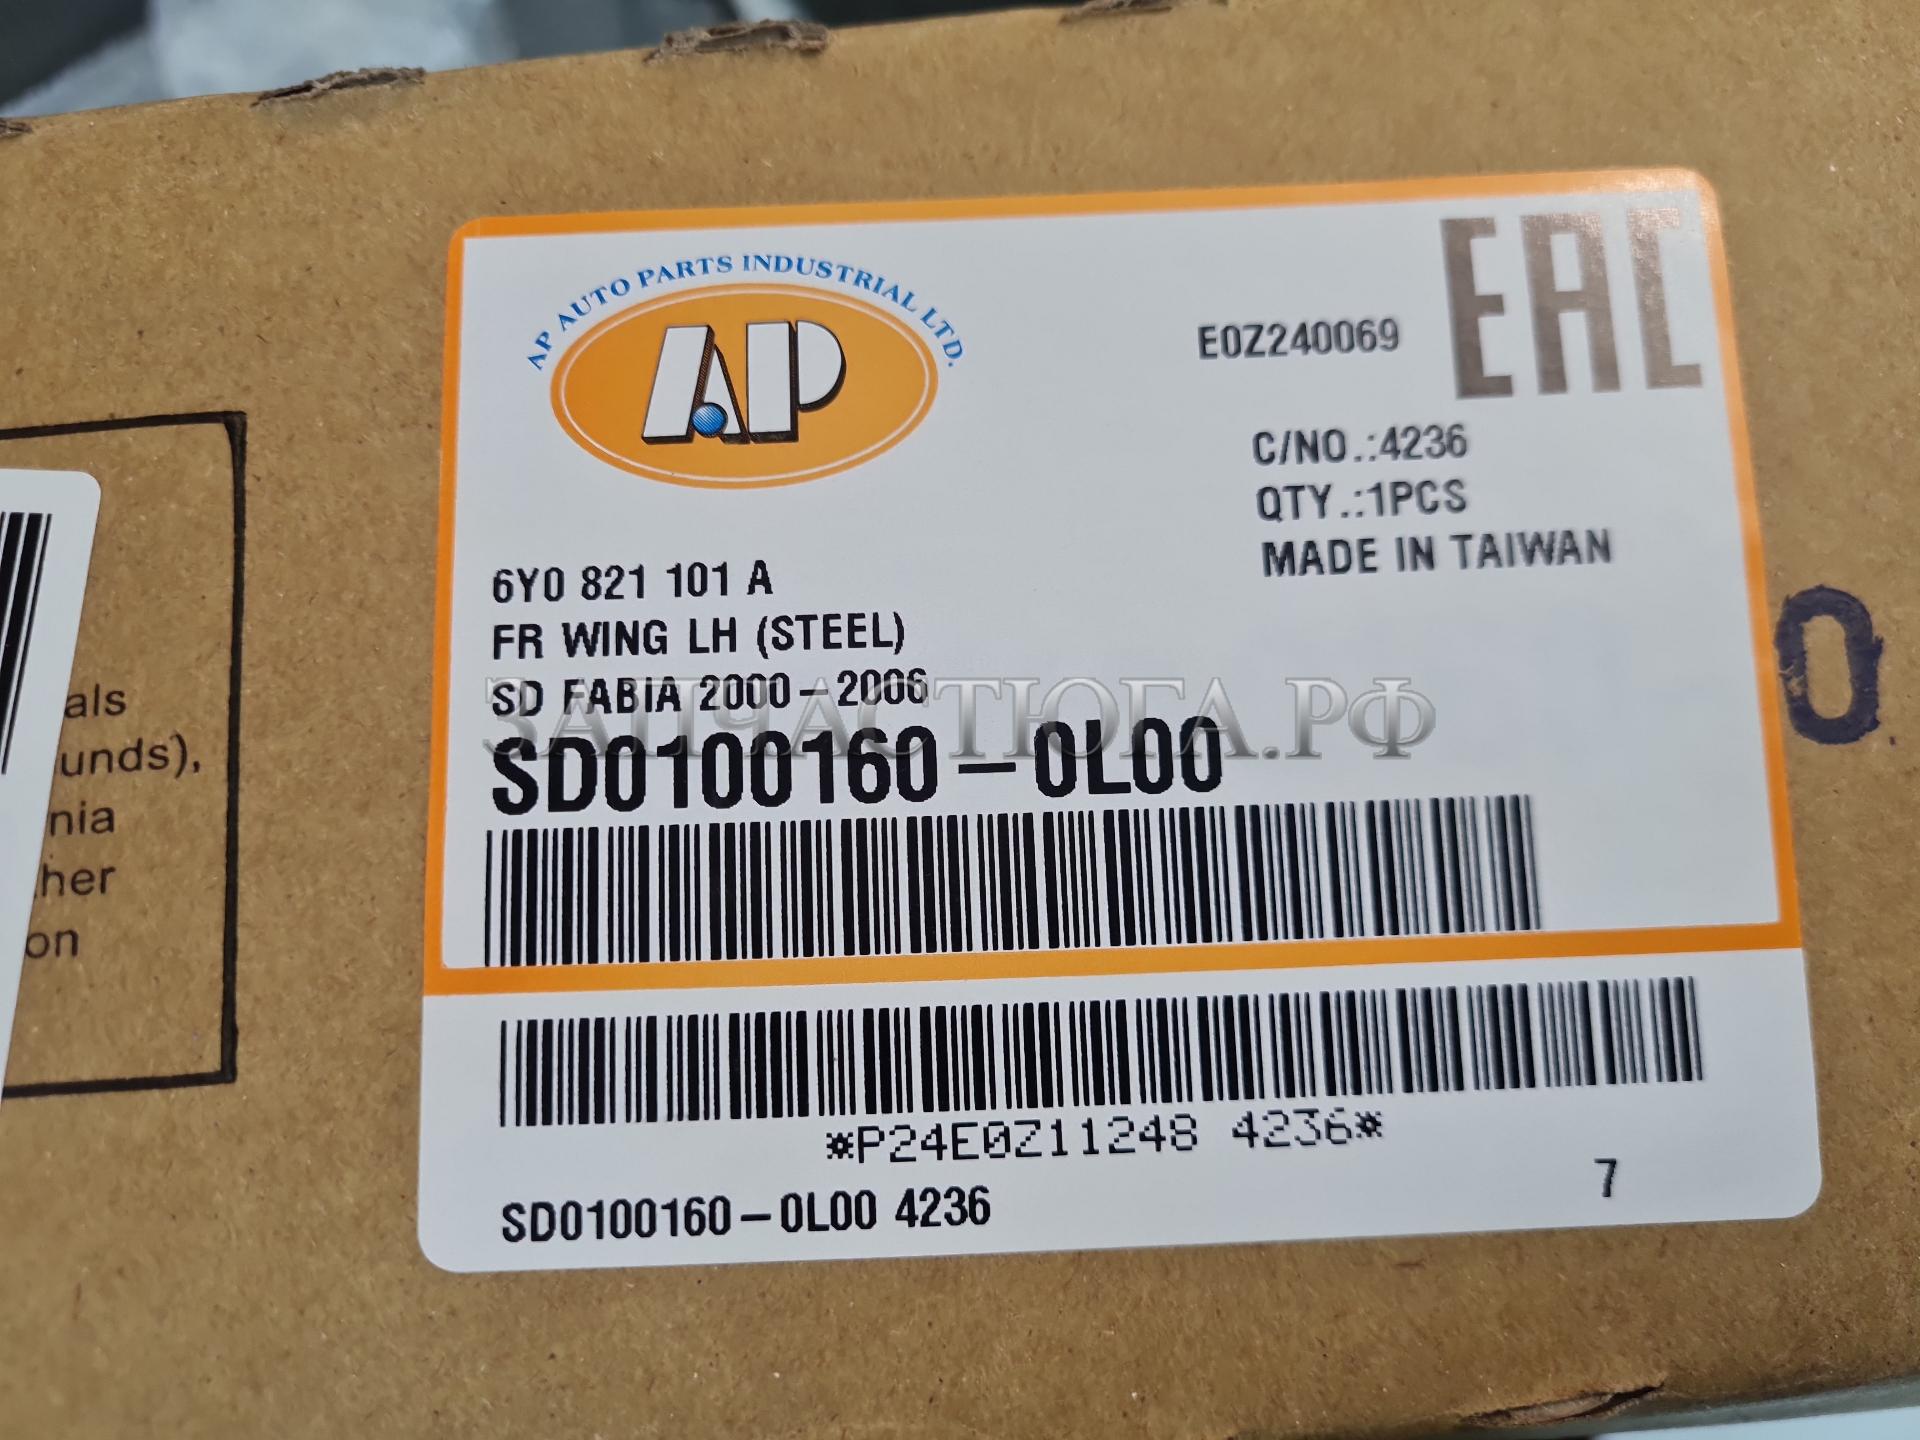 AP AUTO PARTS INDUSTRIAL LTD.
AP
EAC
E0Z240069
C/NO.:4236
QTY.:1PCS
MADE IN TAIWAN
6Y0 821 101 A
FR WING LH (STEEL)
SD FABIA 2000-2006
ЗАПЧАСТЮГА.РФ
SD0100160-0L00
*P24E0Z11248 4236*
SD0100160-0L00 4236
7
als
unds),
nia
her
on
0